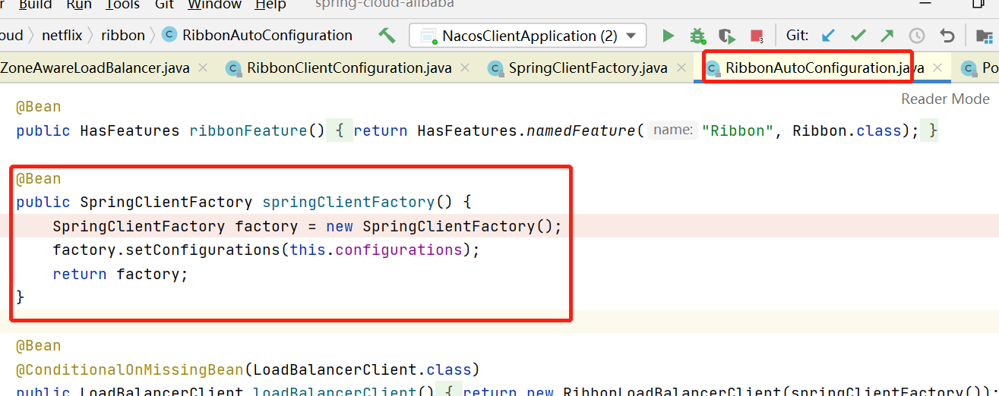 Build Run Tools Git Window Help spring-cloud-alibaba
oud netflix ribbon RibbonAutoConfiguration NacosClientApplication (2) Git:
ZoneAwareLoadBalancer.java RibbonClientConfiguration.java SpringClientFactory.java RibbonAutoConfiguration.java Po
Reader Mode
@Bean
public HasFeatures ribbonFeature() { return HasFeatures.namedFeature( name: "Ribbon", Ribbon.class); }
@Bean
public SpringClientFactory springClientFactory() {
SpringClientFactory factory = new SpringClientFactory();
factory.setConfigurations(this.configurations);
return factory;
}
@Bean
@ConditionalOnMissingBean(LoadBalancerClient.class)
public LoadBalancerClient loadBalancerClient() { return new RibbonLoadBalancerClient(springClientFactory());